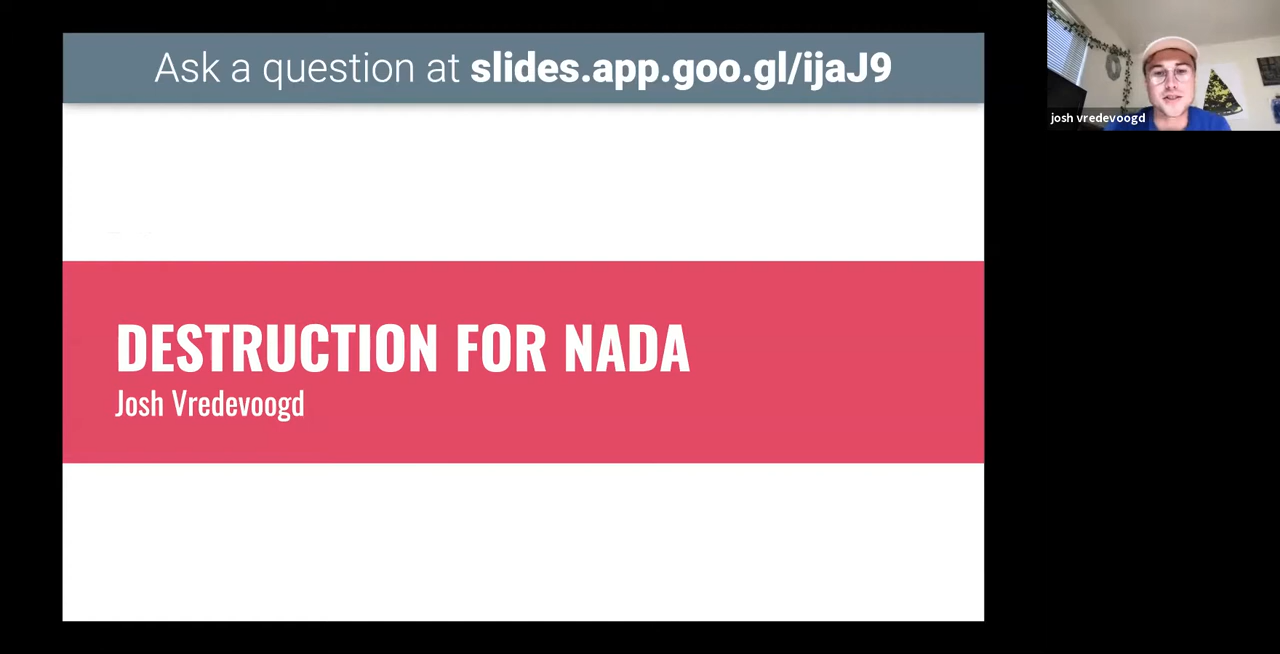 Ask a question at slides.app.goo.gl/ijaJ9
josh vredevoogd
DESTRUCTION FOR NADA
Josh Vredevoogd